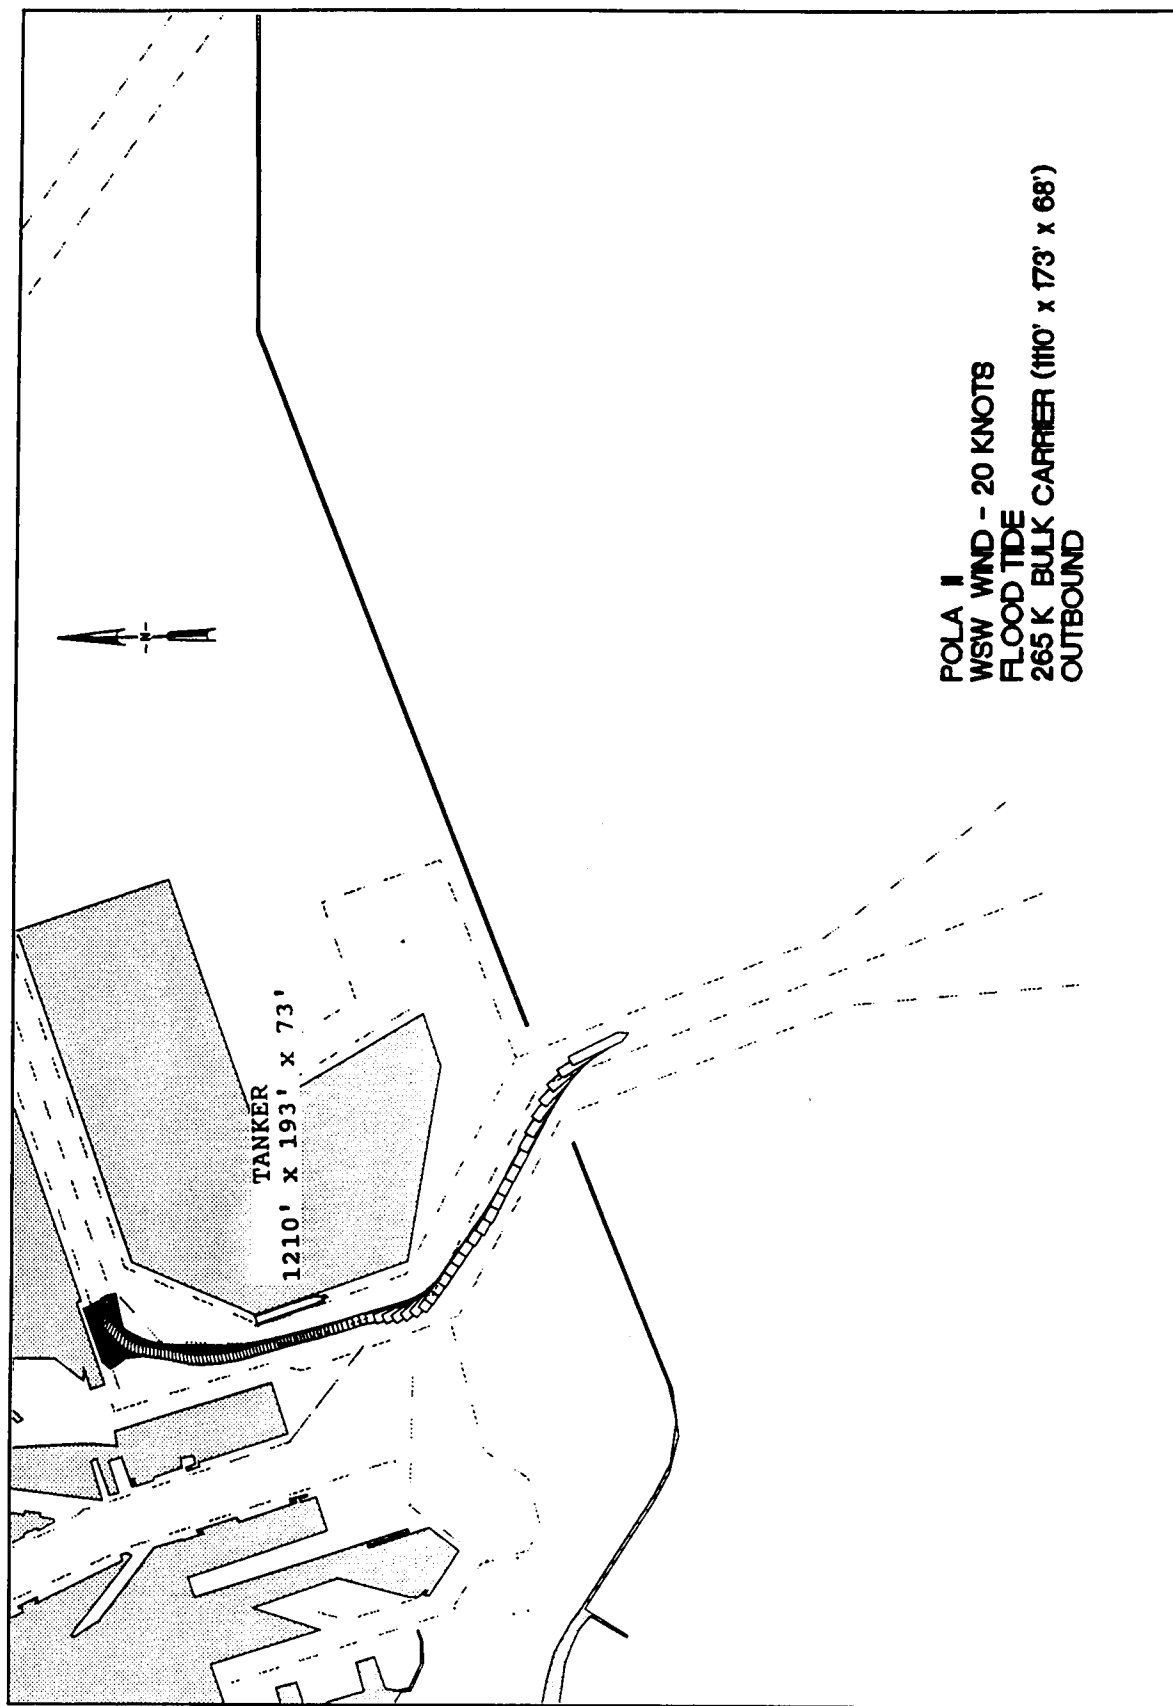 N
TANKER
1210' x 193' x 73'
POLA II
WSW WIND - 20 KNOTS
FLOOD TIDE
265 K BULK CARRIER (1110' x 173' x 68')
OUTBOUND